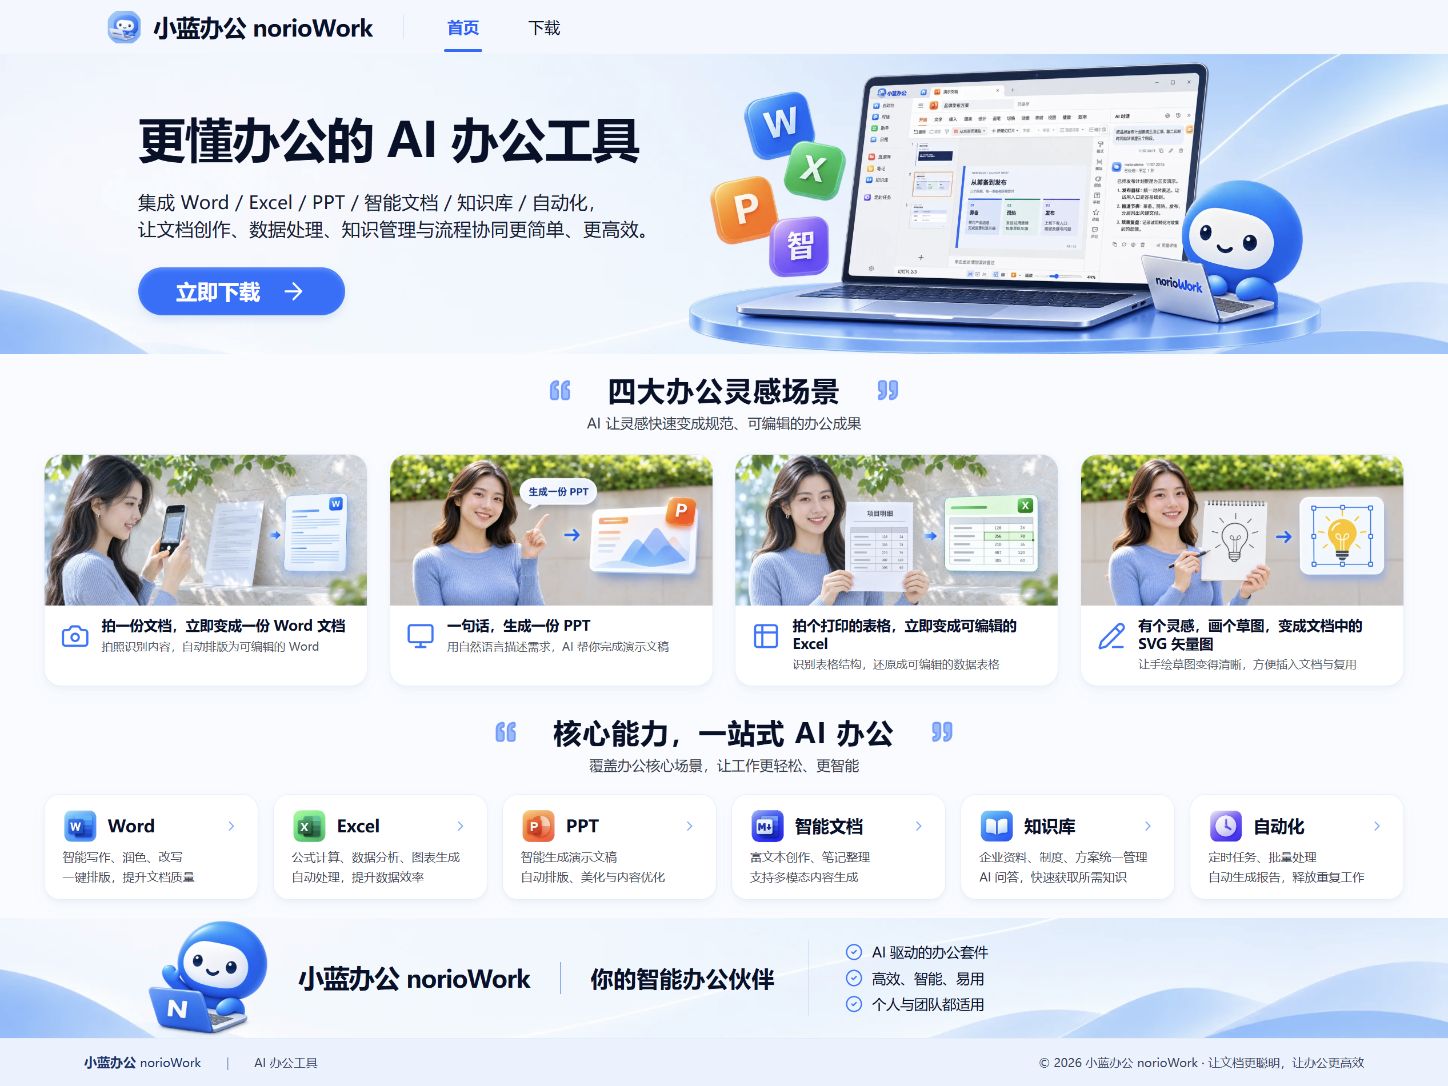 小蓝办公 norioWork
首页
下载
更懂办公的 AI 办公工具
集成 Word / Excel / PPT / 智能文档 / 知识库 / 自动化，
让文档创作、数据处理、知识管理与流程协同更简单、更高效。
立即下载 →
W
X
P
智
小蓝办公
从筹备到发布
norioWork
四大办公灵感场景
AI 让灵感快速变成规范、可编辑的办公成果
W
生成一份 PPT
P
项目明细
X
拍一份文档，立即变成一份 Word 文档
拍照识别内容，自动排版为可编辑的 Word
一句话，生成一份 PPT
用自然语言描述需求，AI 帮你完成演示文稿
拍个打印的表格，立即变成可编辑的
Excel
识别表格结构，还原成可编辑的数据表格
有个灵感，画个草图，变成文档中的
SVG 矢量图
让手绘草图变得清晰，方便插入文档与复用
核心能力，一站式 AI 办公
覆盖办公核心场景，让工作更轻松、更智能
W
Word
智能写作、润色、改写
一键排版，提升文档质量
X
Excel
公式计算、数据分析、图表生成
自动处理，提升数据效率
P
PPT
智能生成演示文稿
自动排版、美化与内容优化
M
智能文档
富文本创作、笔记整理
支持多模态内容生成
知识库
企业资料、制度、方案统一管理
AI 问答，快速获取所需知识
自动化
定时任务、批量处理
自动生成报告，释放重复工作
N
小蓝办公 norioWork
你的智能办公伙伴
AI 驱动的办公套件
高效、智能、易用
个人与团队都适用
小蓝办公 norioWork | AI 办公工具
© 2026 小蓝办公 norioWork · 让文档更聪明，让办公更高效